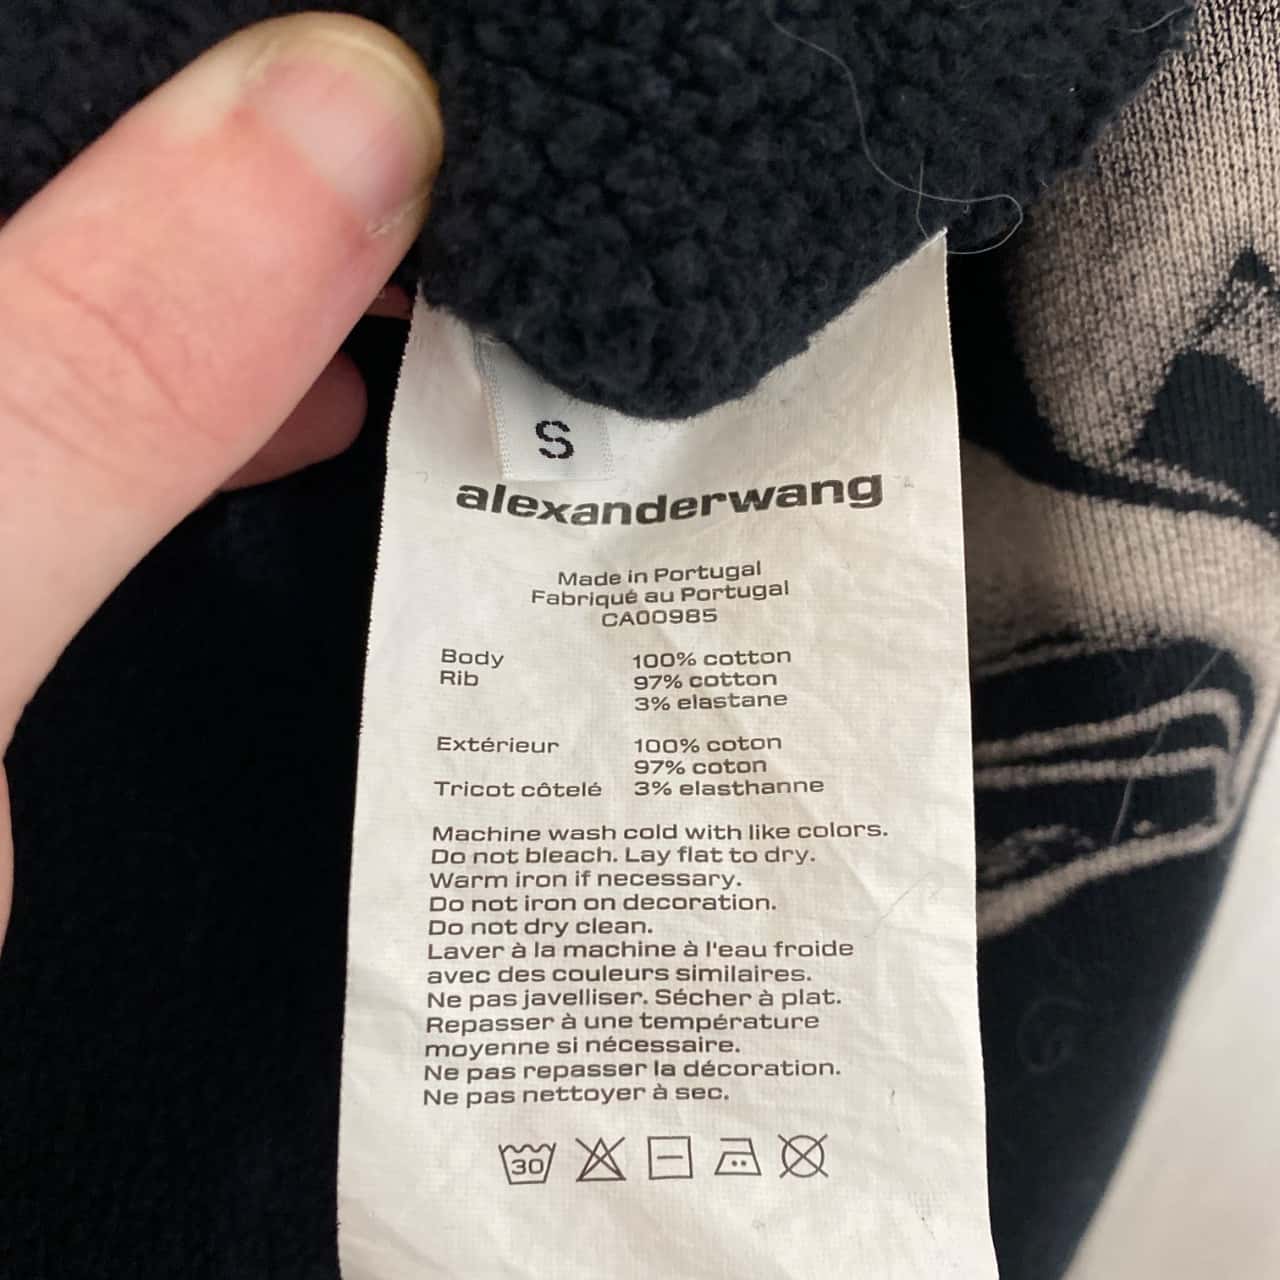 S
alexanderwang
Made in Portugal
Fabriqué au Portugal
CA00985
Body 100% cotton
Rib 97% cotton
3% elastane
Extérieur 100% coton
97% coton
Tricot côtelé 3% elasthanne
Machine wash cold with like colors.
Do not bleach. Lay flat to dry.
Warm iron if necessary.
Do not iron on decoration.
Do not dry clean.
Laver à la machine à l'eau froide
avec des couleurs similaires.
Ne pas javelliser. Sécher à plat.
Repasser à une température
moyenne si nécessaire.
Ne pas repasser la décoration.
Ne pas nettoyer à sec.
30